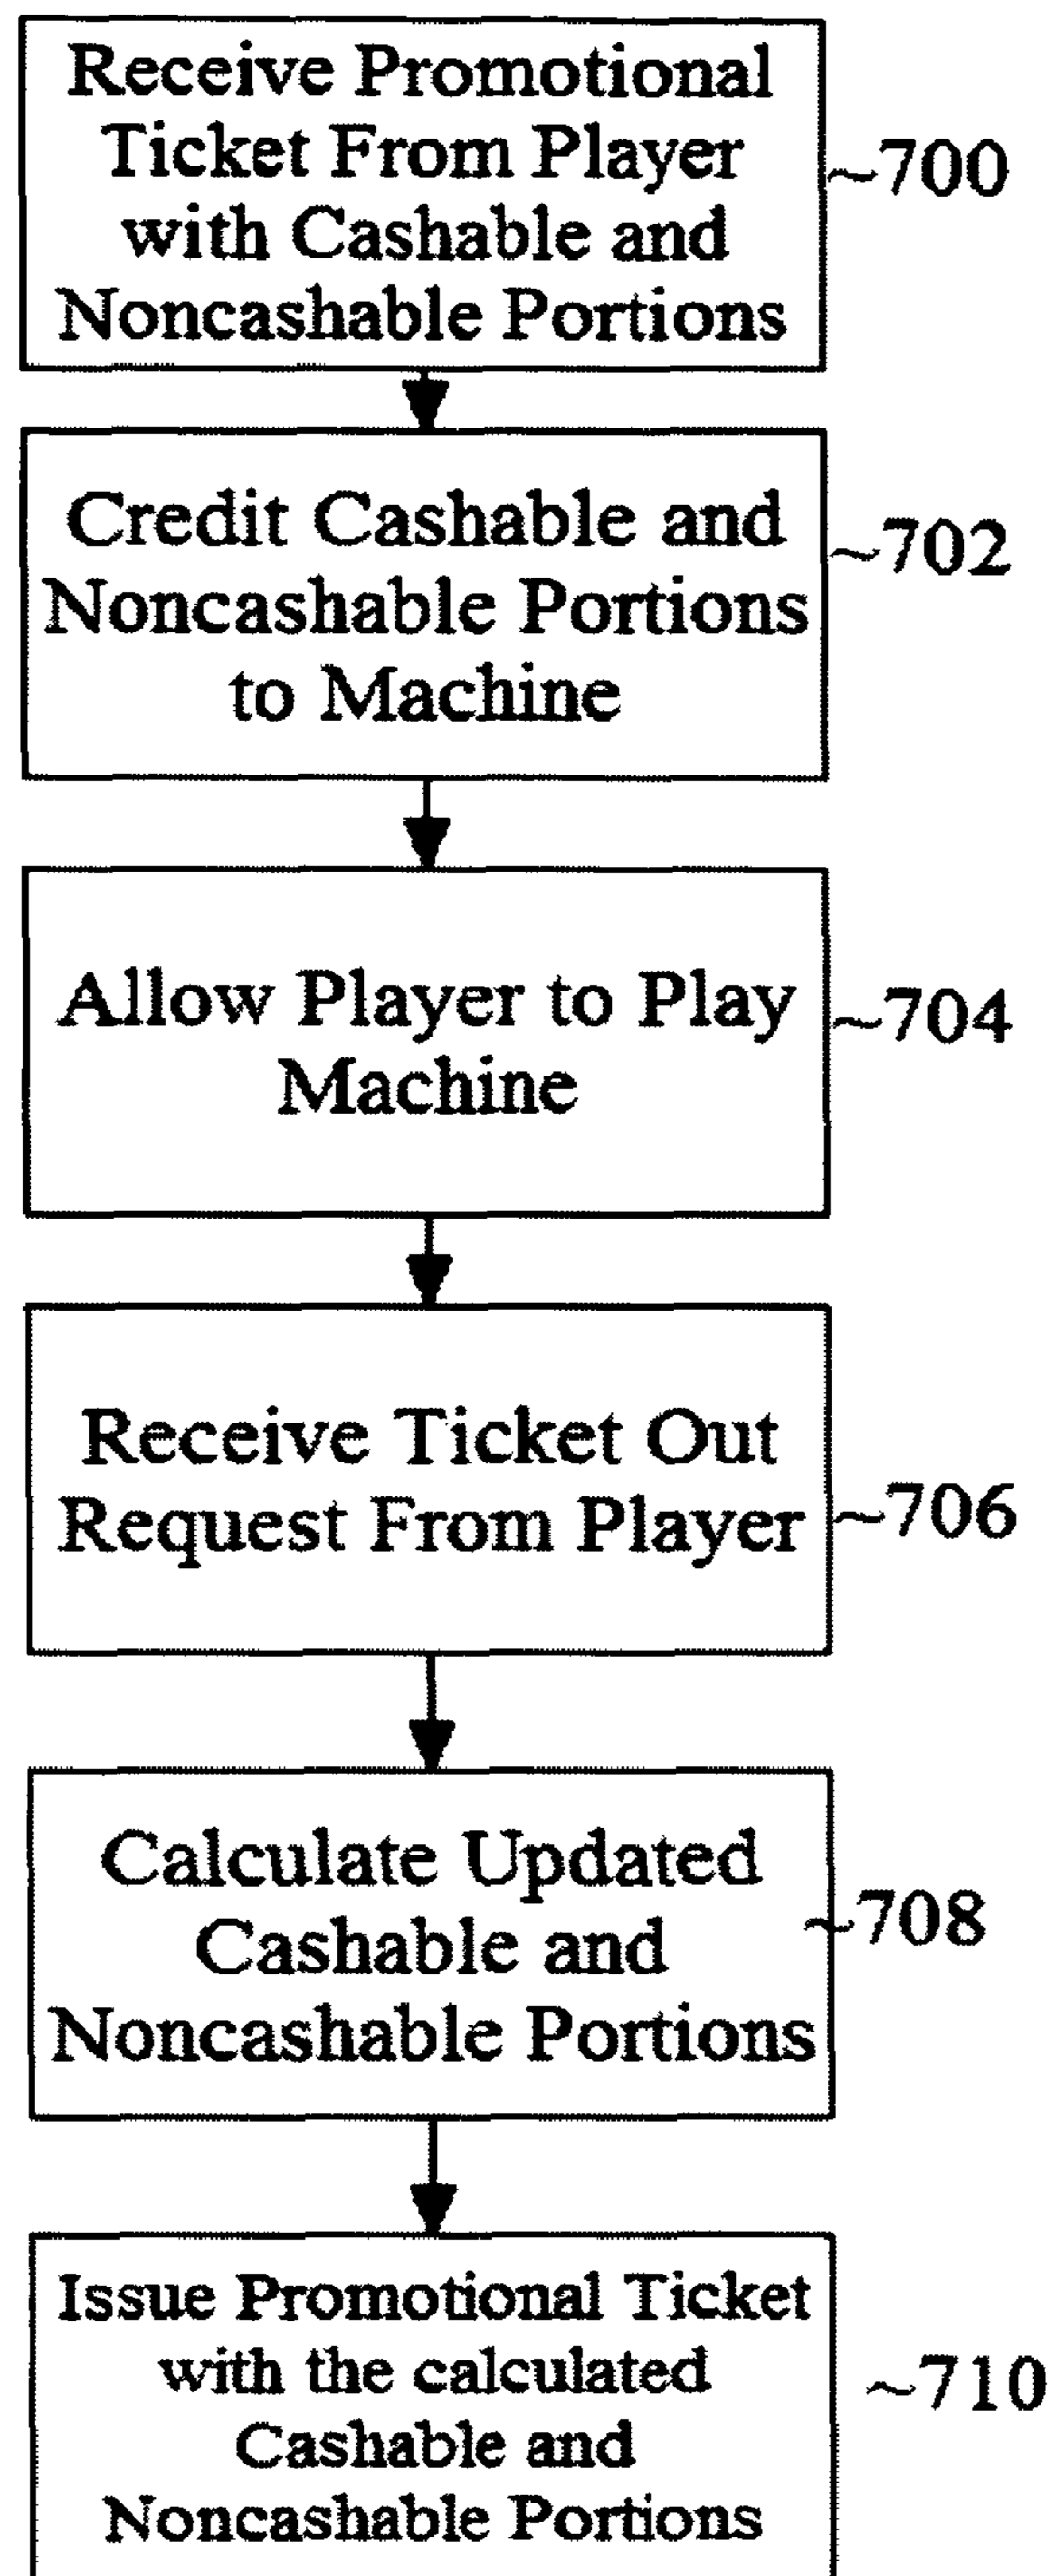 Receive Promotional
Ticket From Player
with Cashable and
Noncashable Portions
~700
Credit Cashable and
Noncashable Portions
to Machine
~702
Allow Player to Play
Machine
~704
Receive Ticket Out
Request From Player
~706
Calculate Updated
Cashable and
Noncashable Portions
~708
Issue Promotional Ticket
with the calculated
Cashable and
Noncashable Portions
~710